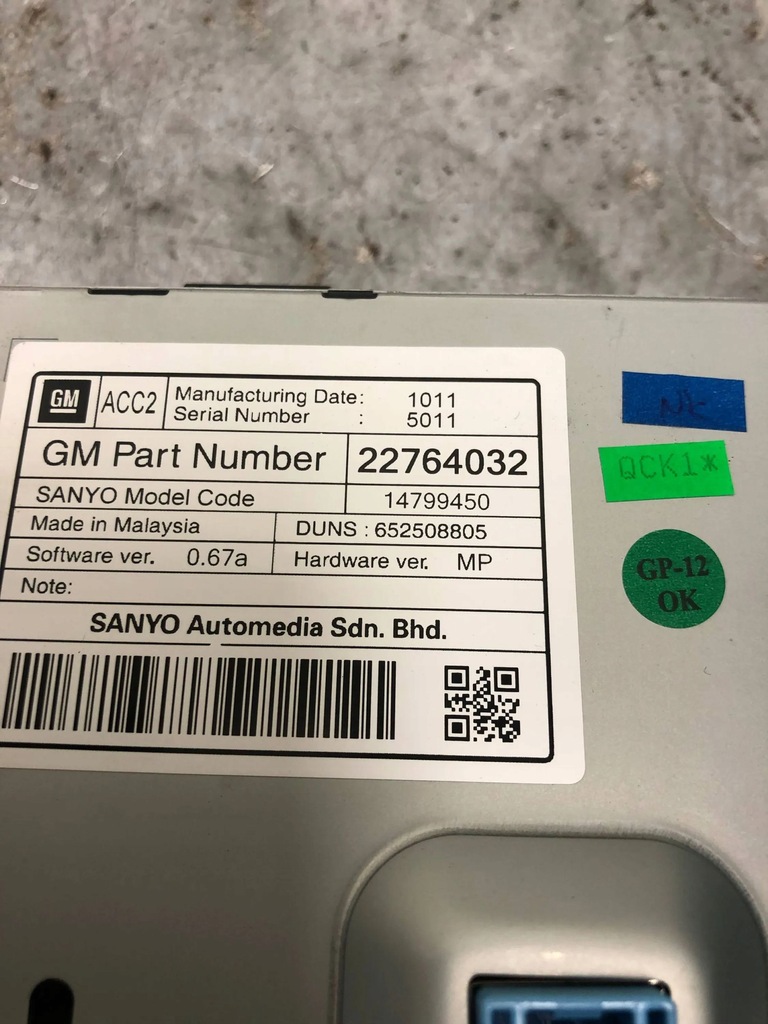 GM ACC2 Manufacturing Date: 1011
Serial Number : 5011
GM Part Number 22764032
SANYO Model Code 14799450
Made in Malaysia DUNS : 652508805
Software ver. 0.67a Hardware ver. MP
Note:
SANYO Automedia Sdn. Bhd.
QCK1*
GP-12
OK